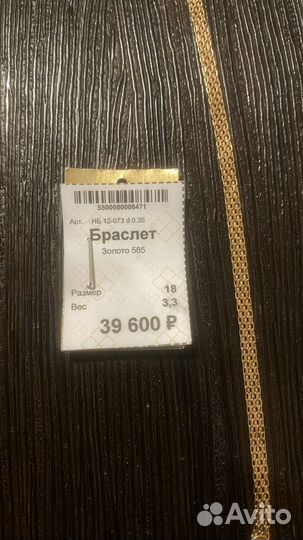 5500000008471
Арт. НБ 12-073 d 0.35
Браслет
Золото 585
Размер 18
Вес 3,3
39 600 ₽
Avito